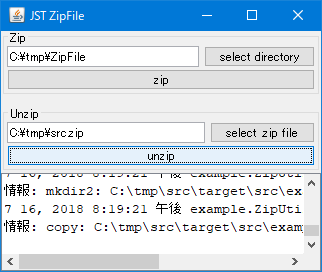 JST ZipFile
Zip
C:¥tmp¥ZipFile
select directory
zip
Unzip
C:¥tmp¥src.zip
select zip file
unzip
7 16, 2018 8:19:21 午後 example.ZipUti
情報: mkdir2: C:\tmp\src\target\src\ex
7 16, 2018 8:19:21 午後 example.ZipUti
情報: copy: C:\tmp\src\target\src\exam